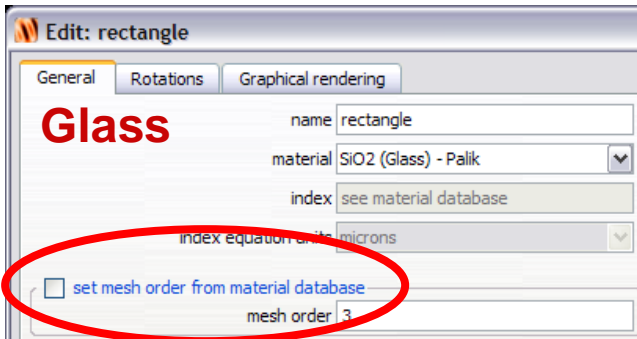 Edit: rectangle
General Rotations Graphical rendering
Glass
name rectangle
material SiO2 (Glass) - Palik
index see material database
index equation units microns
set mesh order from material database
mesh order 3